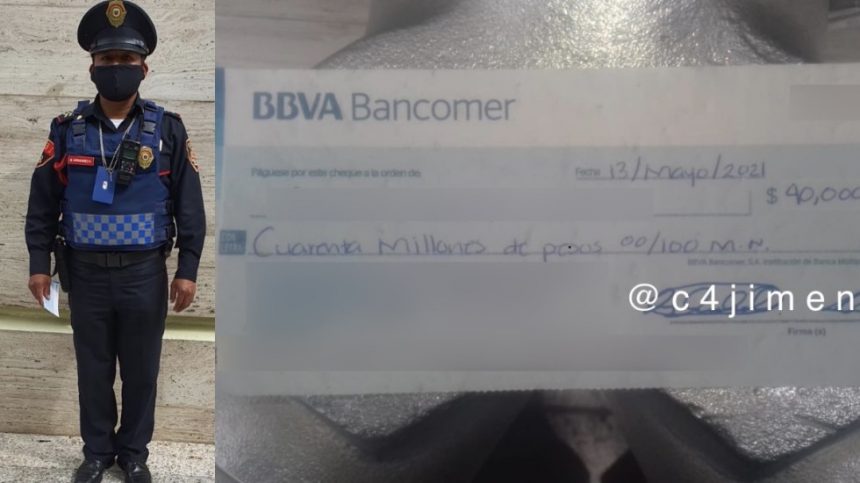 BBVA Bancomer
Páguese por este cheque a la orden de:
Fecha 13/Mayo/2021
$ 40,000
Cuarenta Millones de pesos 00/100 M.N.
BBVA Bancomer, S.A. Institución de Banca Múlti
@c4jimen
Firma (s)